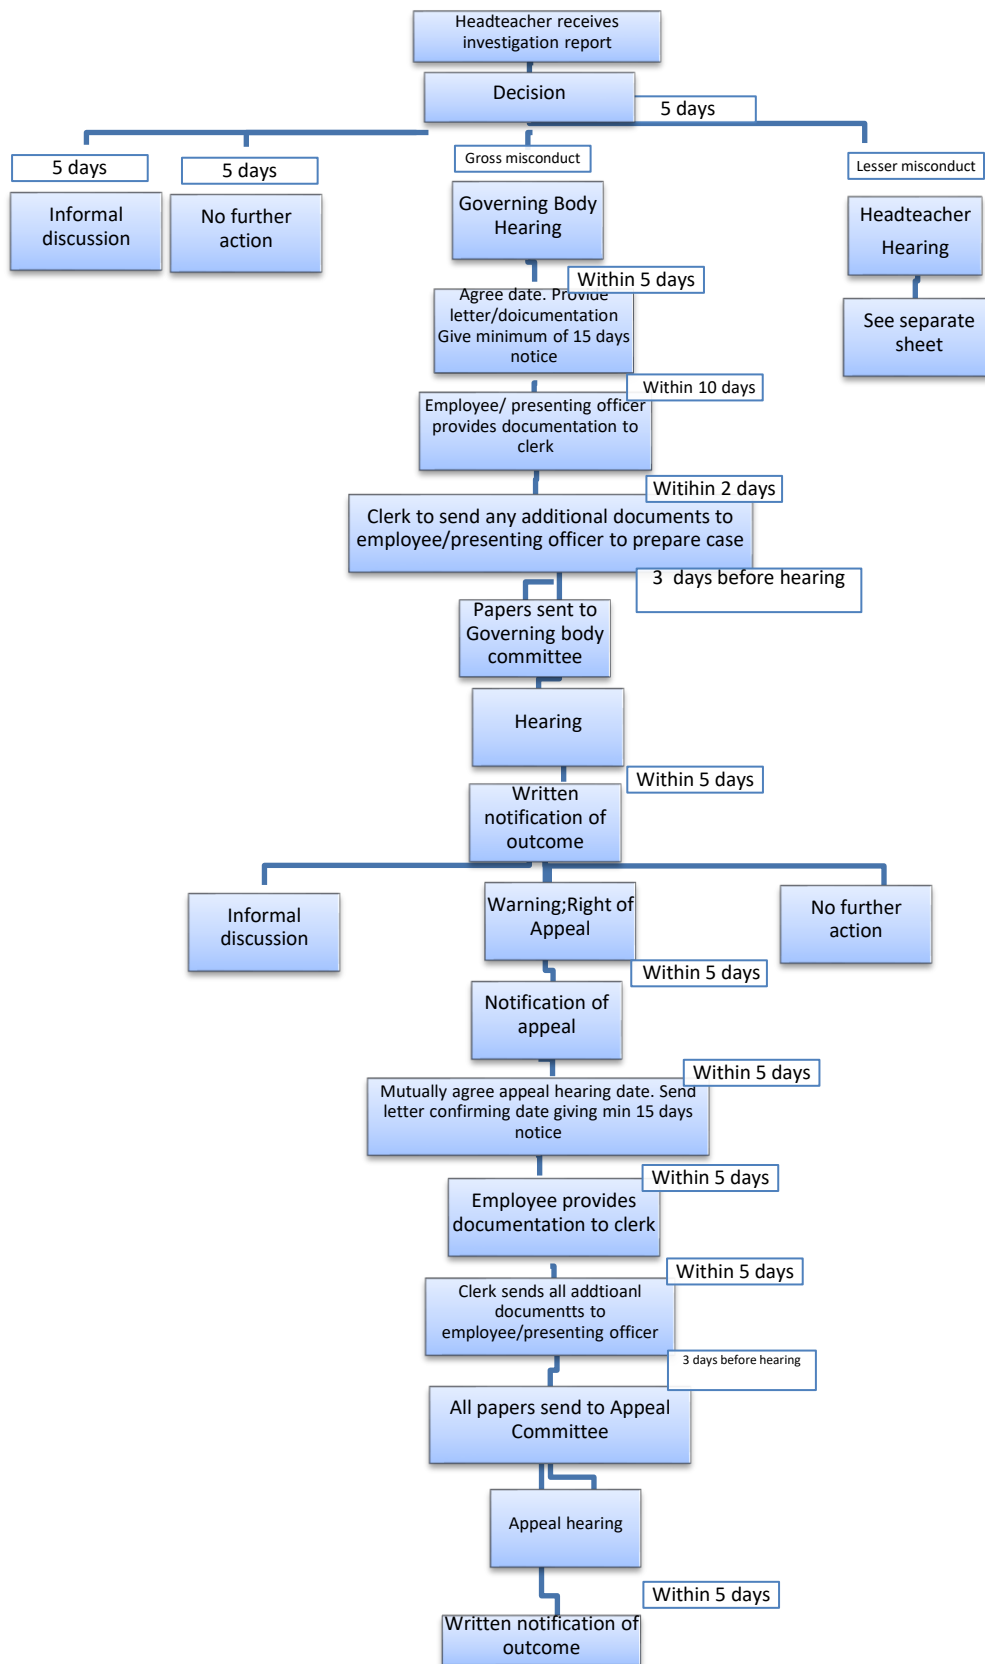 Headteacher receives
investigation report
Decision
5 days
5 days
5 days
Gross misconduct
Lesser misconduct
Informal
discussion
No further
action
Governing Body
Hearing
Headteacher
Hearing
Within 5 days
Agree date. Provide
letter/doicumentation
Give minimum of 15 days
notice
See separate
sheet
Within 10 days
Employee/ presenting officer
provides documentation to
clerk
Witihin 2 days
Clerk to send any additional documents to
employee/presenting officer to prepare case
3 days before hearing
Papers sent to
Governing body
committee
Hearing
Within 5 days
Written
notification of
outcome
Informal
discussion
Warning;Right of
Appeal
No further
action
Within 5 days
Notification of
appeal
Within 5 days
Mutually agree appeal hearing date. Send
letter confirming date giving min 15 days
notice
Within 5 days
Employee provides
documentation to clerk
Within 5 days
Clerk sends all addtioanl
documentts to
employee/presenting officer
3 days before hearing
All papers send to Appeal
Committee
Appeal hearing
Within 5 days
Written notification of
outcome